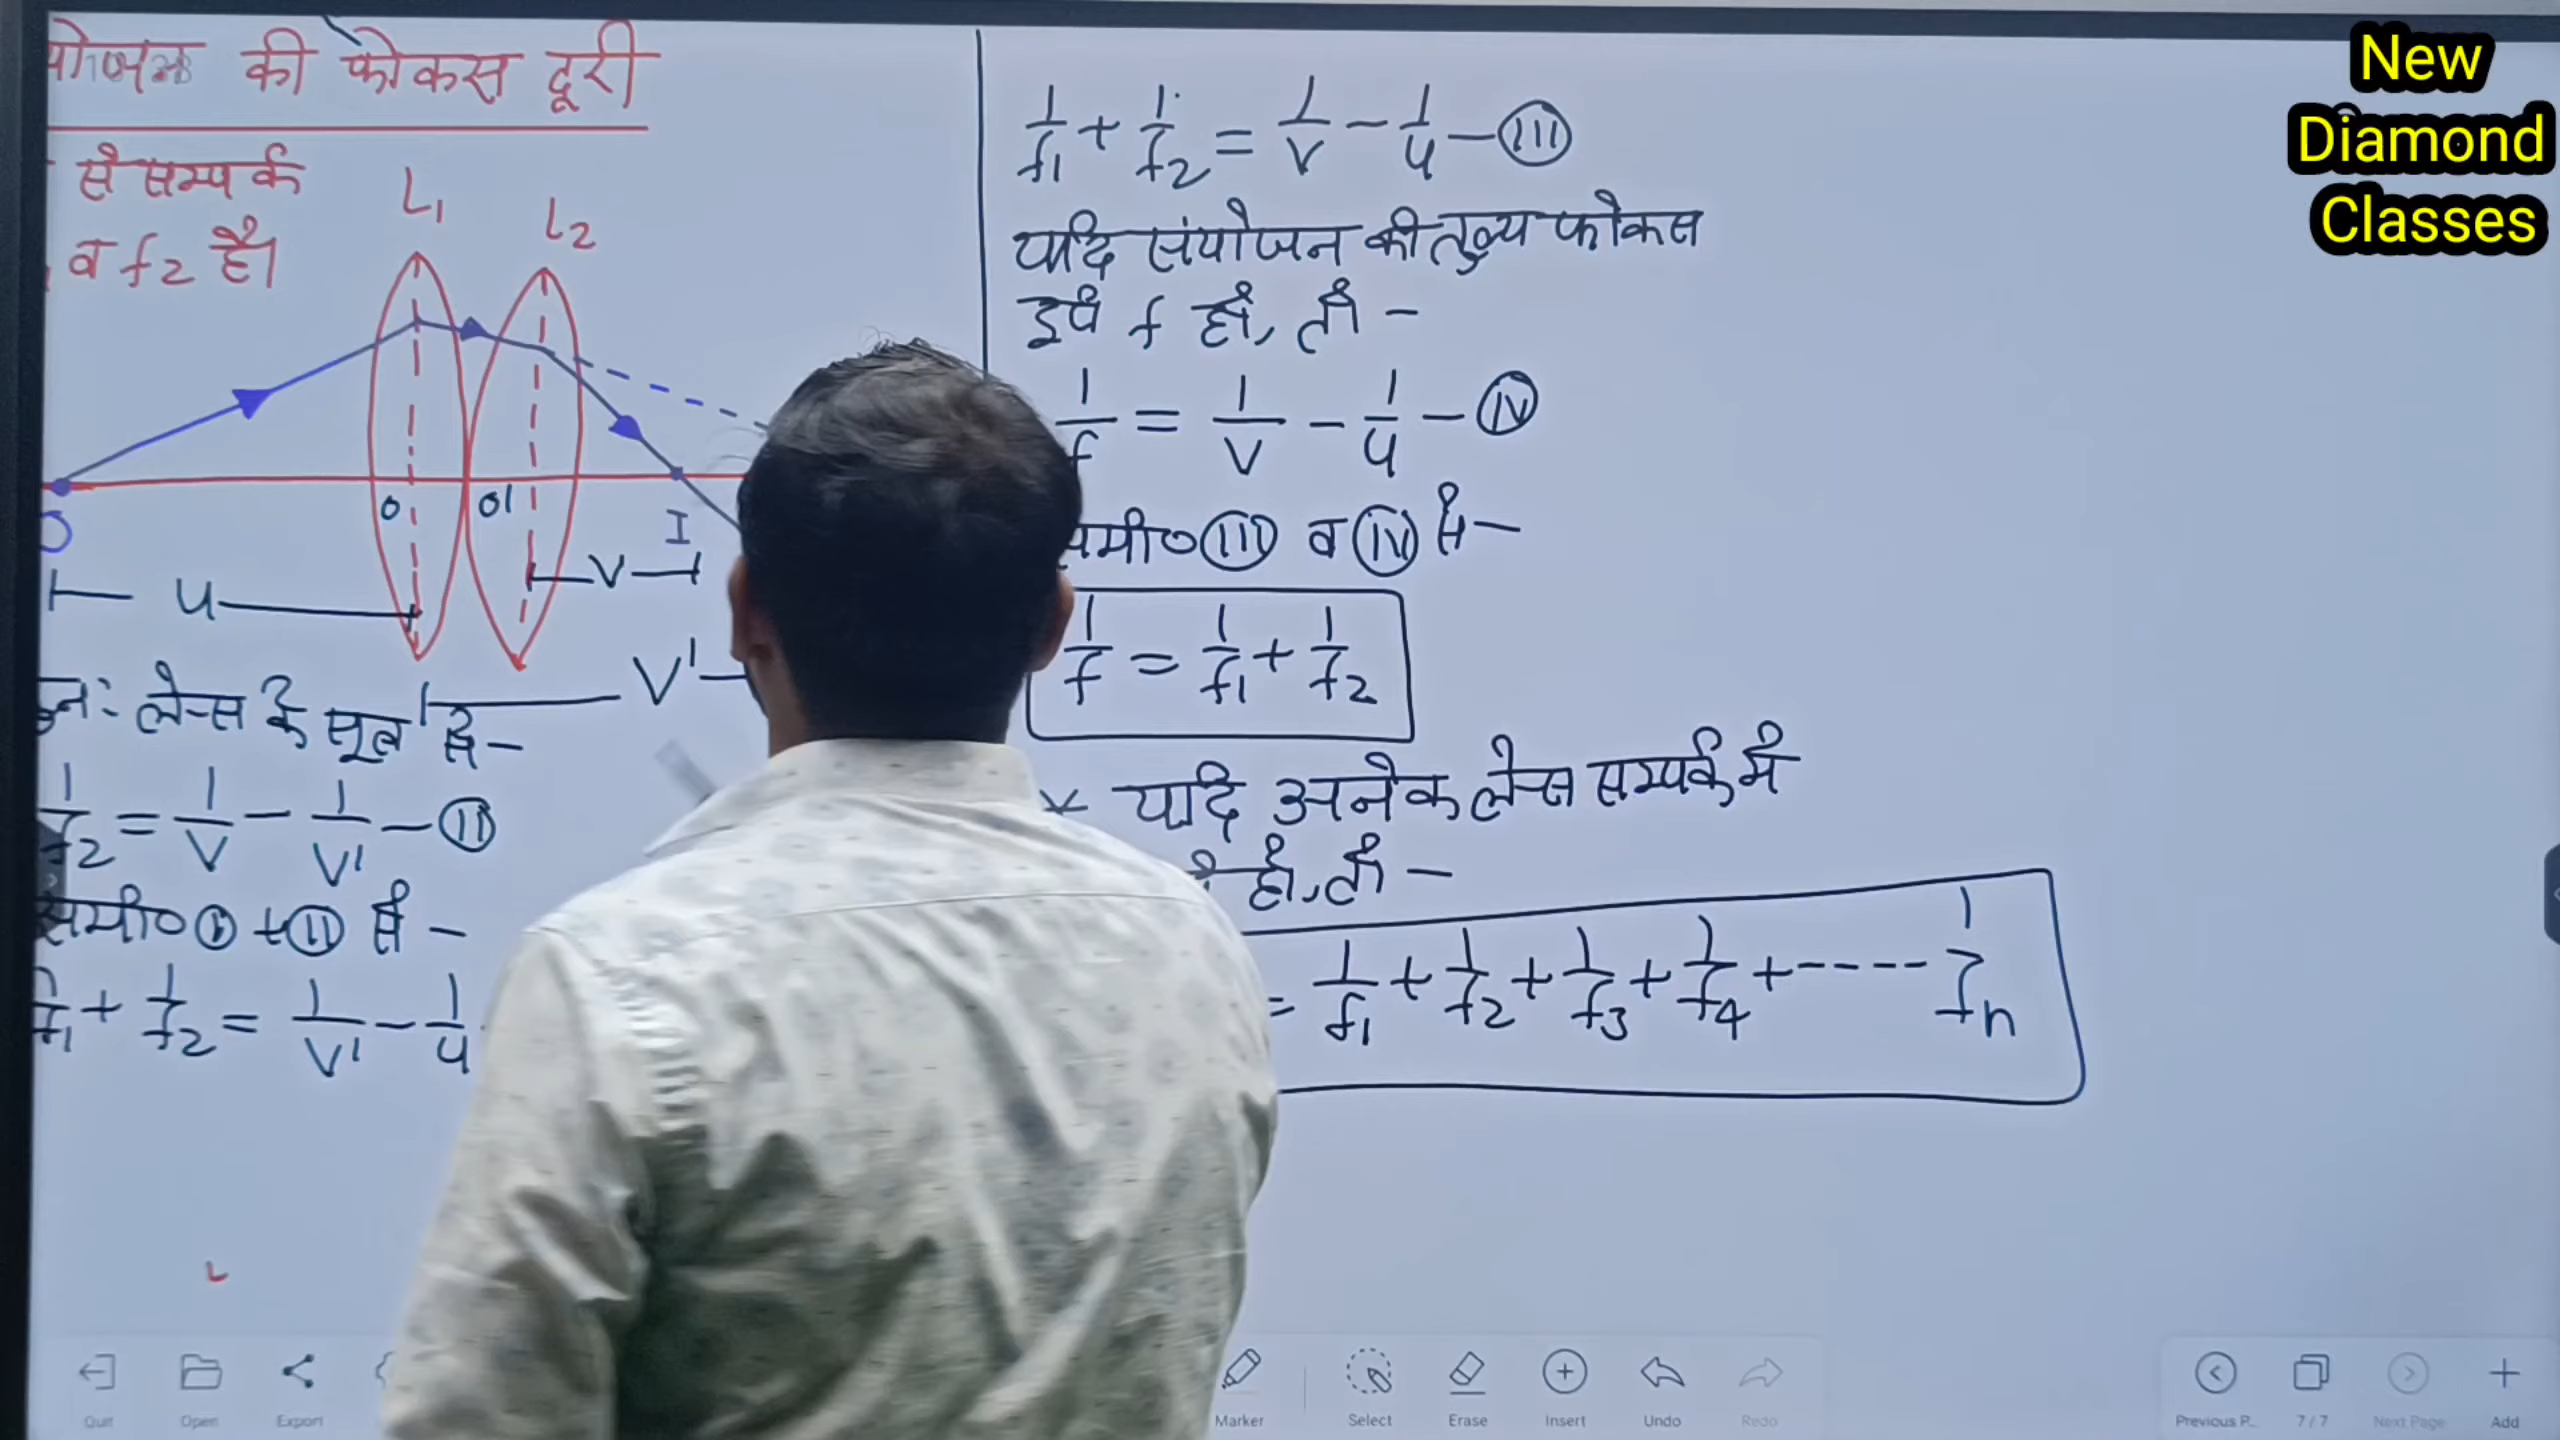 की फोकस दूरी
से सम्पर्क
व f2 है।
L1
L2
O
O1
I
u
v
v'
लेन्स के सूत्र से -
1/f2 = 1/v - 1/v' - (II)
समी० (I) + (II) से -
1/f1 + 1/f2 = 1/v' - 1/u
1/f1 + 1/f2 = 1/v - 1/u - (III)
यदि संयोजन की तुल्य फोकस
f हो, तो -
1/f = 1/v - 1/u - (IV)
समी० (III) व (IV) से -
1/f = 1/f1 + 1/f2
* यदि अनेक लेन्स सम्पर्क में
हो, तो -
= 1/f1 + 1/f2 + 1/f3 + 1/f4 + ---- 1/fn
New
Diamond
Classes
Quit
Open
Export
Marker
Select
Erase
Insert
Undo
Redo
Previous P...
7/7
Next Page
Add